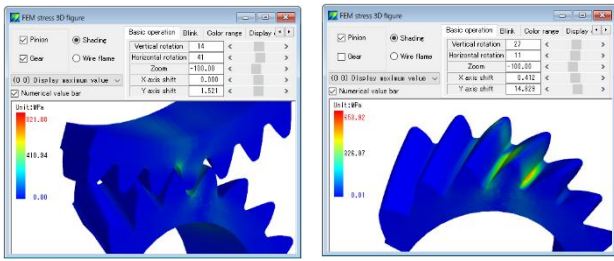 FEM stress 3D figure
Pinion
Gear
Shading
Wire flame
Basic operation Blink Color range Display
Vertical rotation 14 < >
Horizontal rotation 41 < >
Zoom -100.00 < >
X axis shift 0.000 < >
Y axis shift 1.521 < >
(0 0) Display maximum value
Numerical value bar
Unit:MPa
821.88
410.94
0.00
FEM stress 3D figure
Pinion
Gear
Shading
Wire flame
Basic operation Blink Color range Display
Vertical rotation 27 < >
Horizontal rotation 11 < >
Zoom -100.00 < >
X axis shift 0.412 < >
Y axis shift 14.829 < >
(0 0) Display maximum value
Numerical value bar
Unit:MPa
653.92
326.97
0.01